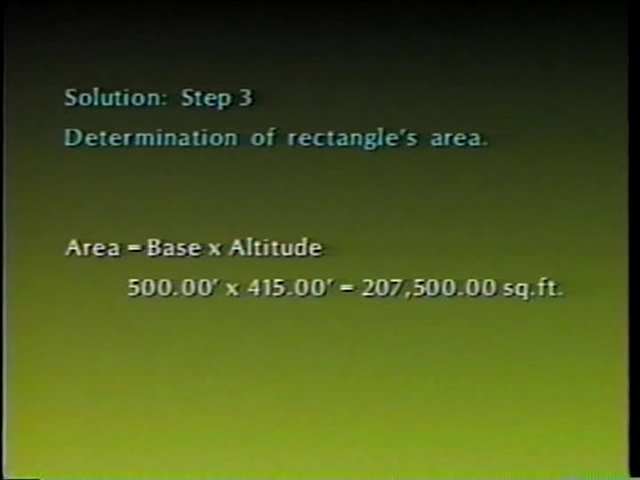 Solution: Step 3
Determination of rectangle's area.
Area = Base x Altitude
500.00' x 415.00' = 207,500.00 sq.ft.